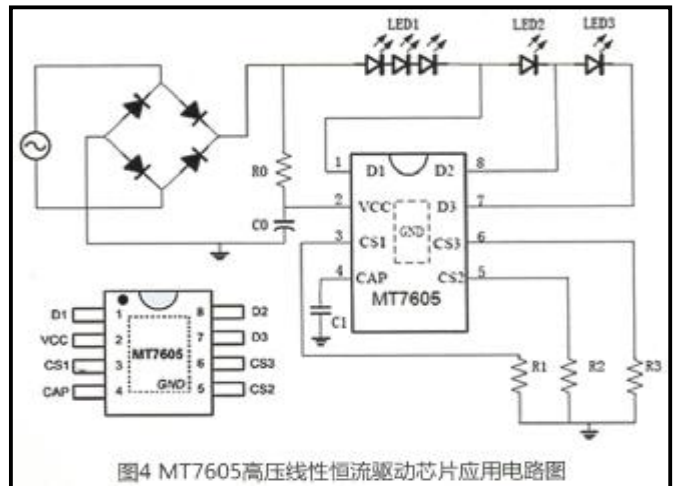 LED1 LED2 LED3
R0
C0
1 D1 D2 8
2 VCC D3 7
GND
3 CS1 CS3 6
4 CAP CS2 5
MT7605
C1
R1 R2 R3
D1 1 8 D2
VCC 2 7 D3
MT7605
CS1 3 6 CS3
GND
CAP 4 5 CS2
图4 MT7605高压线性恒流驱动芯片应用电路图